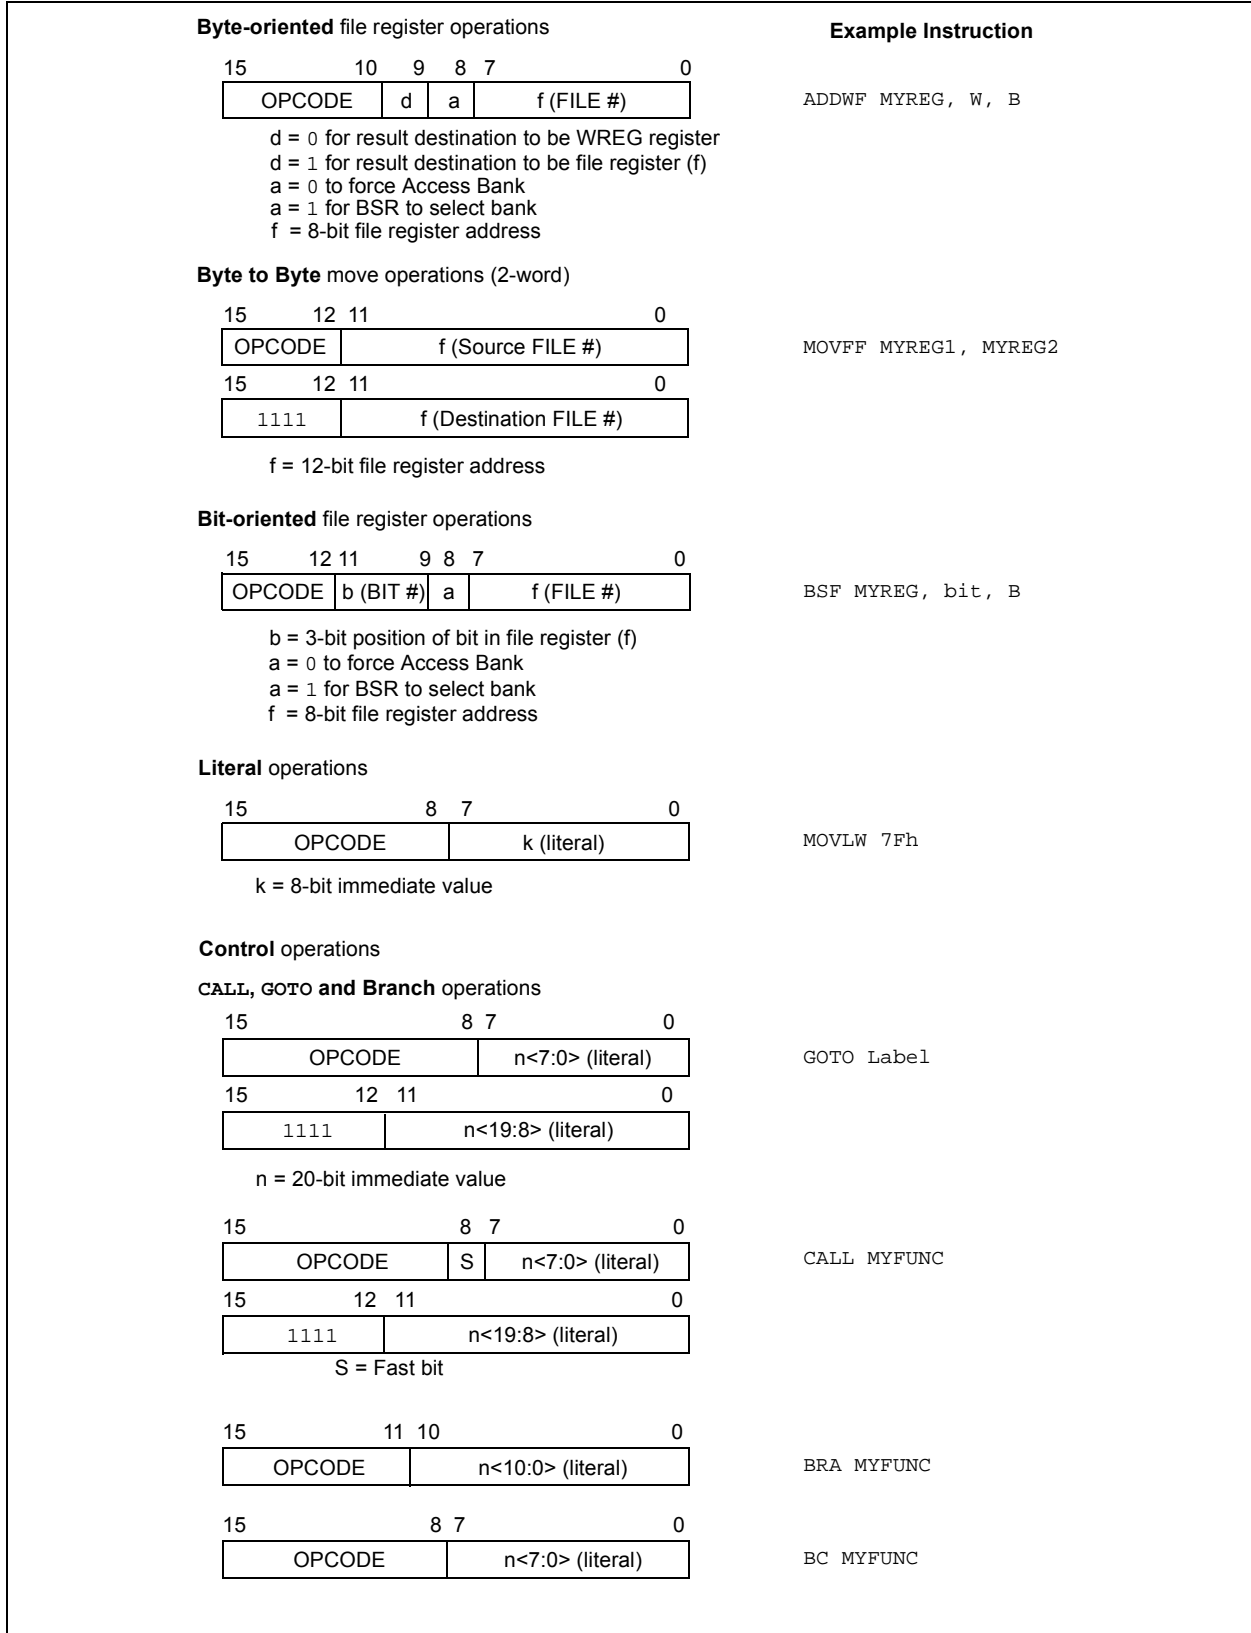 Byte-oriented file register operations
Example Instruction
15 10 9 8 7 0
OPCODE d a f (FILE #)
ADDWF MYREG, W, B
d = 0 for result destination to be WREG register
d = 1 for result destination to be file register (f)
a = 0 to force Access Bank
a = 1 for BSR to select bank
f = 8-bit file register address
Byte to Byte move operations (2-word)
15 12 11 0
OPCODE f (Source FILE #)
MOVFF MYREG1, MYREG2
15 12 11 0
1111 f (Destination FILE #)
f = 12-bit file register address
Bit-oriented file register operations
15 12 11 9 8 7 0
OPCODE b (BIT #) a f (FILE #)
BSF MYREG, bit, B
b = 3-bit position of bit in file register (f)
a = 0 to force Access Bank
a = 1 for BSR to select bank
f = 8-bit file register address
Literal operations
15 8 7 0
OPCODE k (literal)
MOVLW 7Fh
k = 8-bit immediate value
Control operations
CALL, GOTO and Branch operations
15 8 7 0
OPCODE n<7:0> (literal)
GOTO Label
15 12 11 0
1111 n<19:8> (literal)
n = 20-bit immediate value
15 8 7 0
OPCODE S n<7:0> (literal)
CALL MYFUNC
15 12 11 0
1111 n<19:8> (literal)
S = Fast bit
15 11 10 0
OPCODE n<10:0> (literal)
BRA MYFUNC
15 8 7 0
OPCODE n<7:0> (literal)
BC MYFUNC